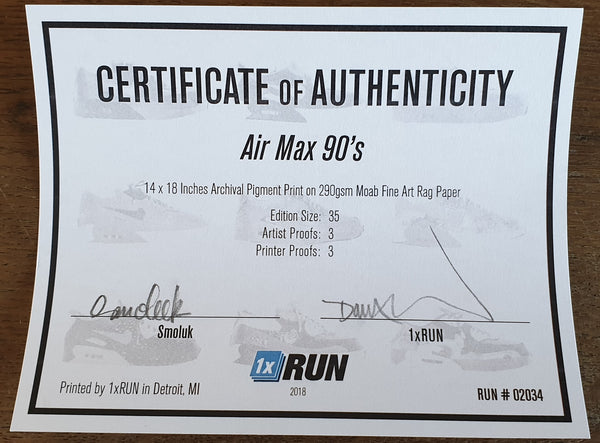 CERTIFICATE OF AUTHENTICITY
Air Max 90's
14 x 18 Inches Archival Pigment Print on 290gsm Moab Fine Art Rag Paper
Edition Size: 35
Artist Proofs: 3
Printer Proofs: 3
Smoluk
1xRUN
1x RUN
2018
Printed by 1xRUN in Detroit, MI
RUN # 02034